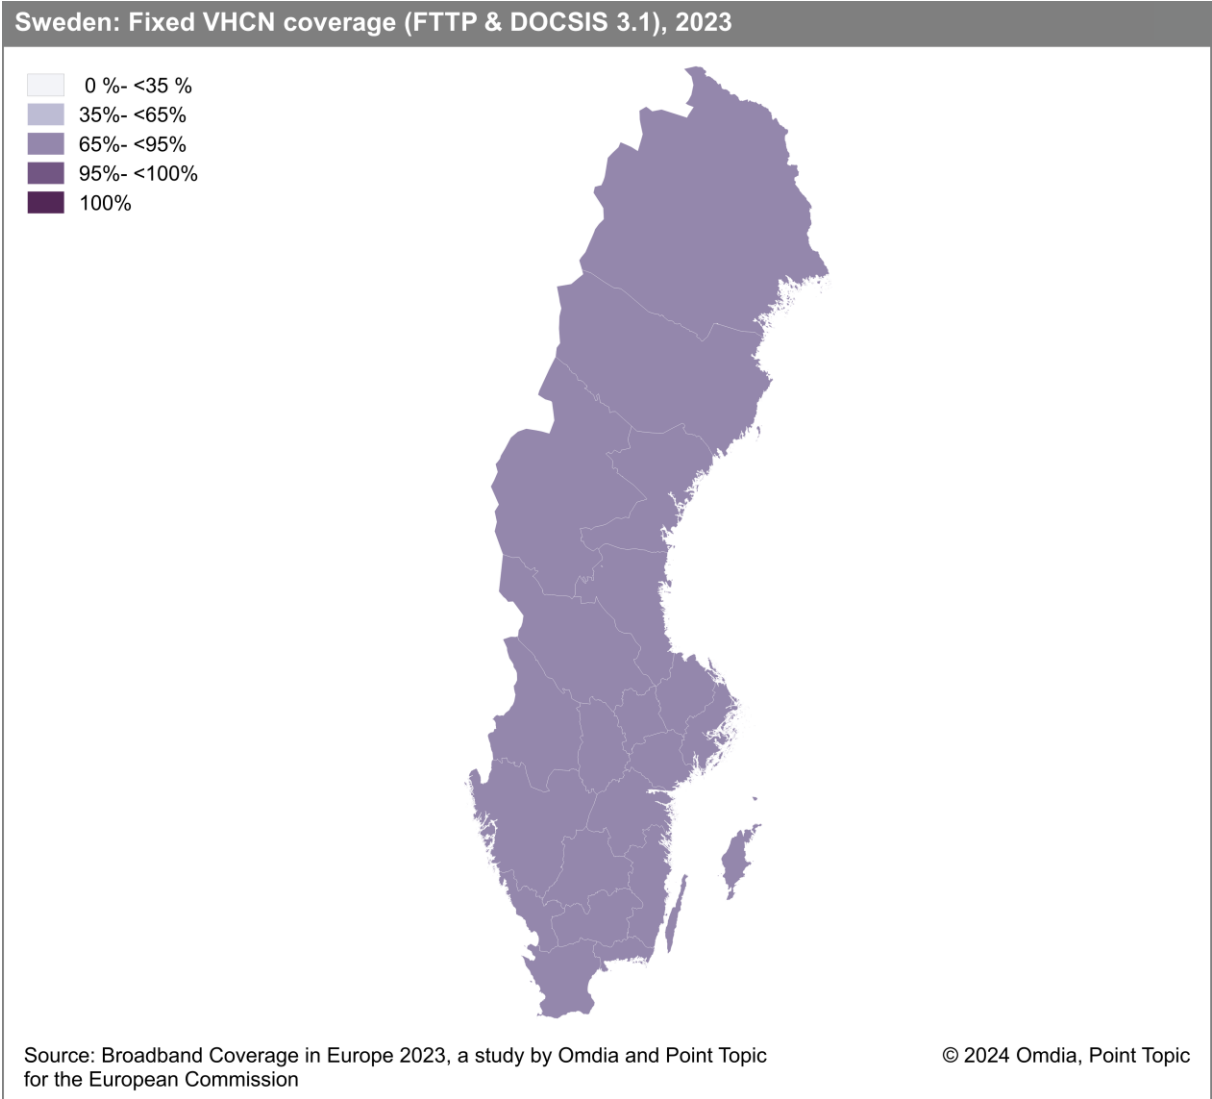 Sweden: Fixed VHCN coverage (FTTP & DOCSIS 3.1), 2023
0 %- <35 %
35%- <65%
65%- <95%
95%- <100%
100%
Source: Broadband Coverage in Europe 2023, a study by Omdia and Point Topic
for the European Commission
© 2024 Omdia, Point Topic